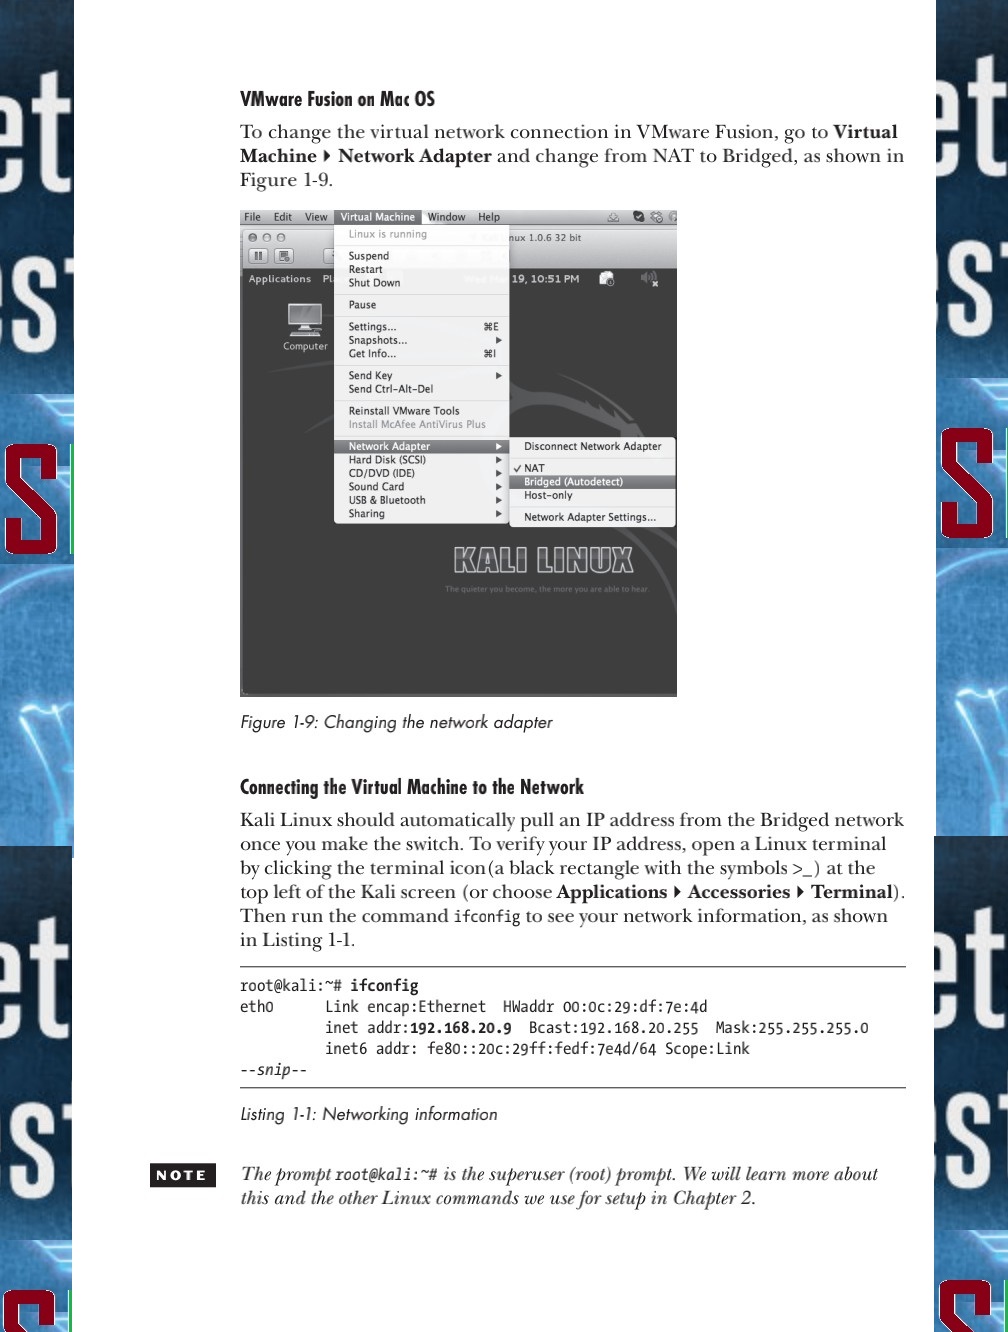 VMware Fusion on Mac OS
To change the virtual network connection in VMware Fusion, go to Virtual
Machine ▸ Network Adapter and change from NAT to Bridged, as shown in
Figure 1-9.
File Edit View Virtual Machine Window Help
Linux is running
nux 1.0.6 32 bit
Suspend
Restart
Shut Down
Applications
19, 10:51 PM
Pause
Settings... ⌘E
Snapshots...
Get Info... ⌘I
Computer
Send Key
Send Ctrl-Alt-Del
Reinstall VMware Tools
Install McAfee AntiVirus Plus
Network Adapter
Hard Disk (SCSI)
CD/DVD (IDE)
Sound Card
USB & Bluetooth
Sharing
Disconnect Network Adapter
✓ NAT
Bridged (Autodetect)
Host-only
Network Adapter Settings...
KALI LINUX
The quieter you become, the more you are able to hear.
Figure 1-9: Changing the network adapter
Connecting the Virtual Machine to the Network
Kali Linux should automatically pull an IP address from the Bridged network
once you make the switch. To verify your IP address, open a Linux terminal
by clicking the terminal icon(a black rectangle with the symbols >_) at the
top left of the Kali screen (or choose Applications ▸ Accessories ▸ Terminal).
Then run the command ifconfig to see your network information, as shown
in Listing 1-1.
root@kali:~# ifconfig
eth0 Link encap:Ethernet HWaddr 00:0c:29:df:7e:4d
inet addr:192.168.20.9 Bcast:192.168.20.255 Mask:255.255.255.0
inet6 addr: fe80::20c:29ff:fedf:7e4d/64 Scope:Link
--snip--
Listing 1-1: Networking information
NOTE The prompt root@kali:~# is the superuser (root) prompt. We will learn more about
this and the other Linux commands we use for setup in Chapter 2.